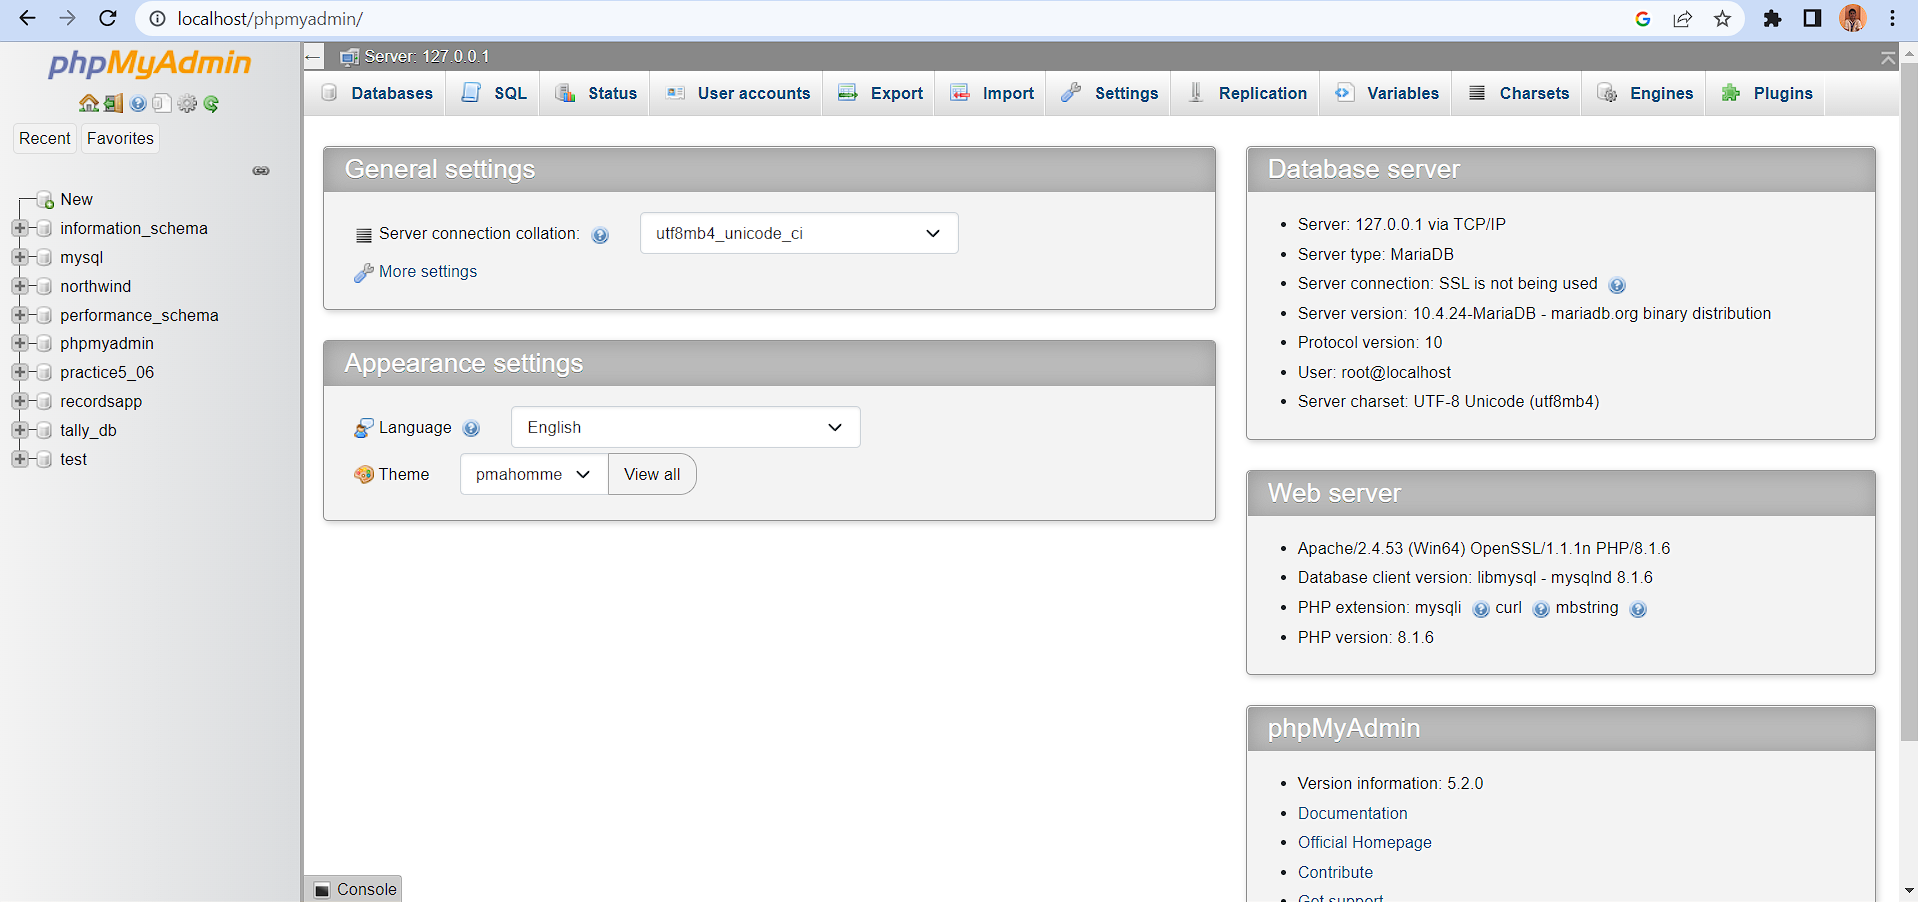 localhost/phpmyadmin/
phpMyAdmin
Recent Favorites
New
information_schema
mysql
northwind
performance_schema
phpmyadmin
practice5_06
recordsapp
tally_db
test
Server: 127.0.0.1
Databases SQL Status User accounts Export Import Settings Replication Variables Charsets Engines Plugins
General settings
Server connection collation: utf8mb4_unicode_ci
More settings
Appearance settings
Language English
Theme pmahomme View all
Database server
Server: 127.0.0.1 via TCP/IP
Server type: MariaDB
Server connection: SSL is not being used
Server version: 10.4.24-MariaDB - mariadb.org binary distribution
Protocol version: 10
User: root@localhost
Server charset: UTF-8 Unicode (utf8mb4)
Web server
Apache/2.4.53 (Win64) OpenSSL/1.1.1n PHP/8.1.6
Database client version: libmysql - mysqlnd 8.1.6
PHP extension: mysqli curl mbstring
PHP version: 8.1.6
phpMyAdmin
Version information: 5.2.0
Documentation
Official Homepage
Contribute
Get support
Console